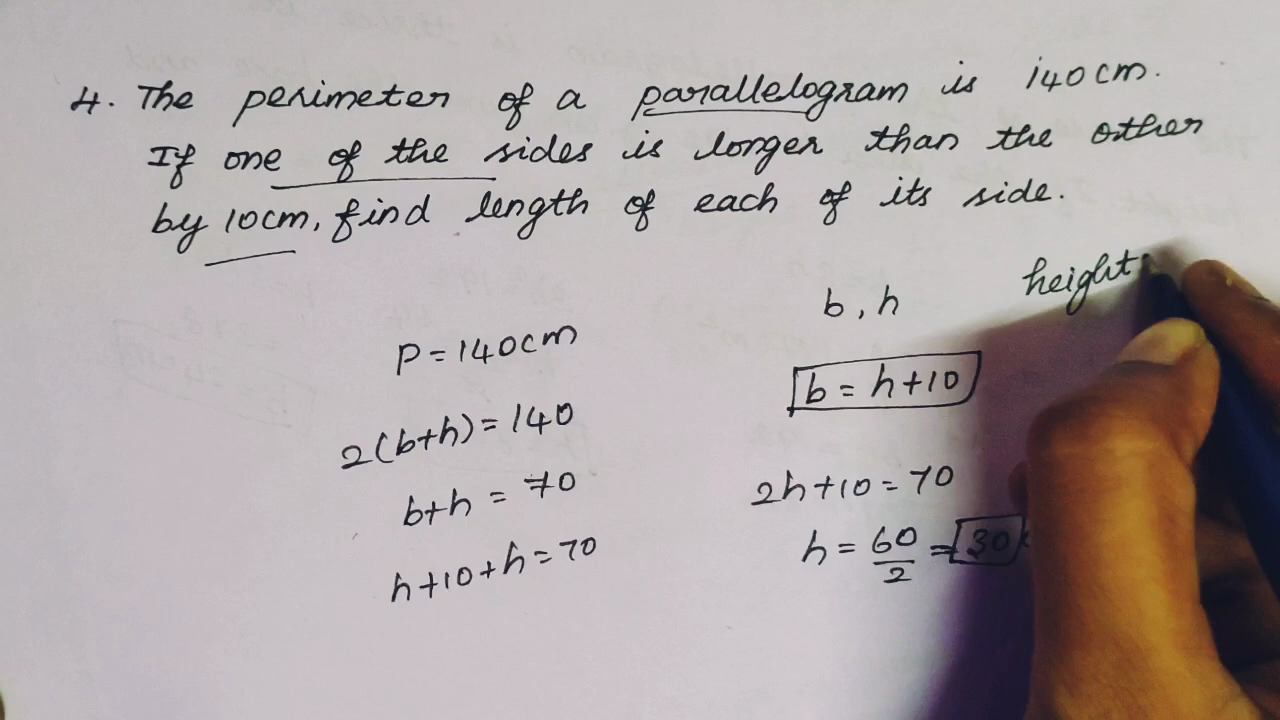 4. The perimeter of a parallelogram is 140cm.
If one of the sides is longer than the other
by 10cm, find length of each of its side.
P = 140cm
2(b+h) = 140
b+h = 70
h+10+h = 70
b, h
b = h+10
2h+10 = 70
h = 60/2 = 30
height